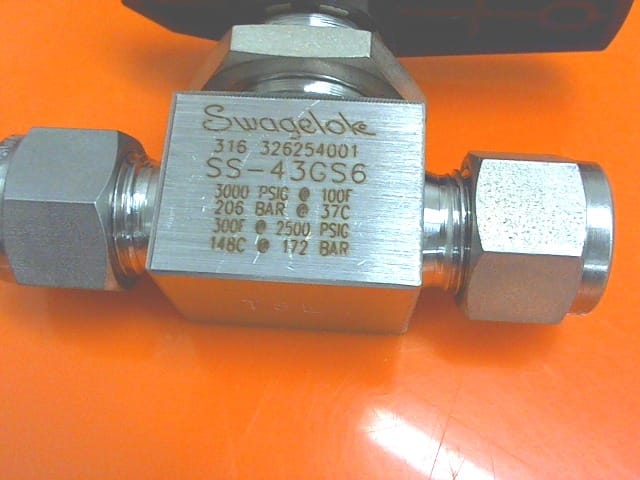 Swagelok
316 326254001
SS-43GS6
3000 PSIG @ 100F
206 BAR @ 37C
300F @ 2500 PSIG
148C @ 172 BAR